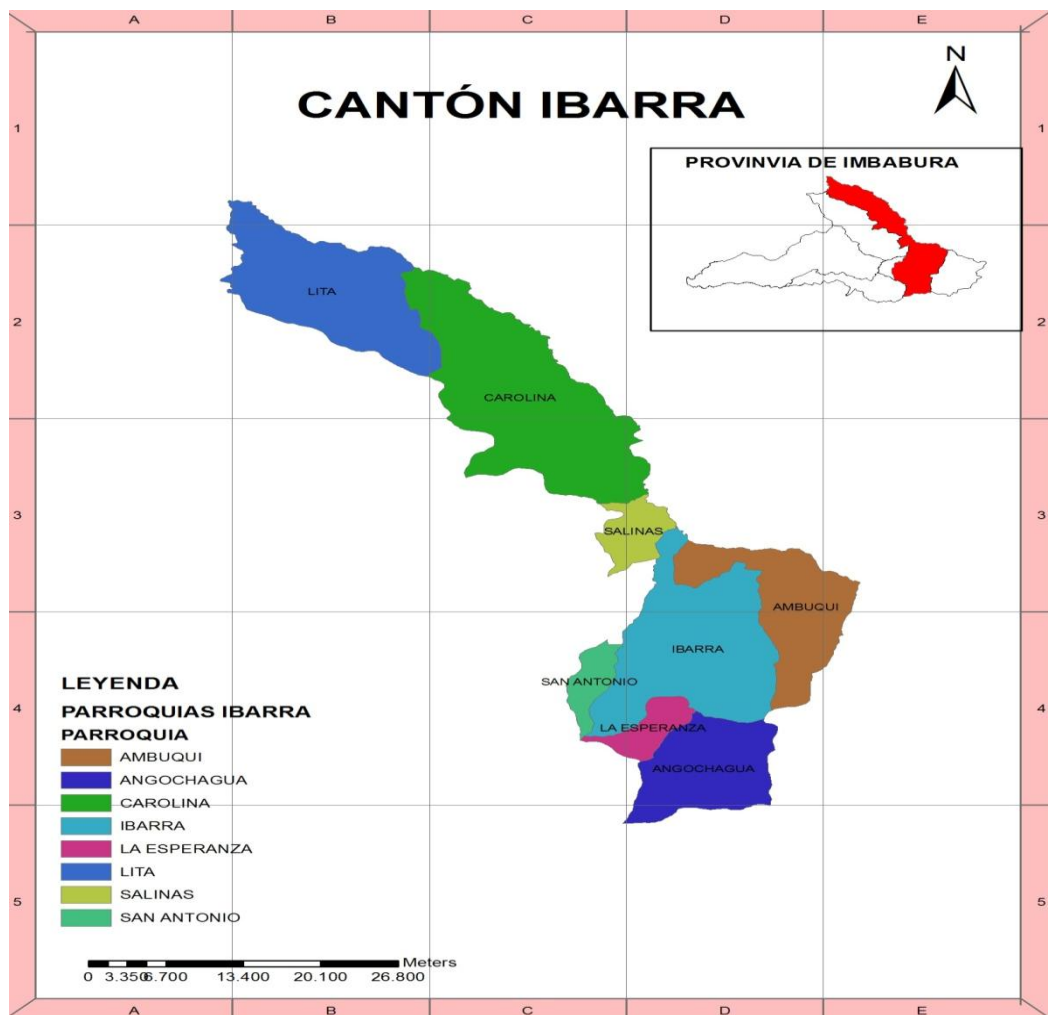 A B C D E
CANTÓN IBARRA
N
1 1
PROVINVIA DE IMBABURA
LITA
2 2
CAROLINA
3 3
SALINAS
AMBUQUI
IBARRA
SAN ANTONIO
4 4
LA ESPERANZA
ANGOCHAGUA
LEYENDA
PARROQUIAS IBARRA
PARROQUIA
AMBUQUI
ANGOCHAGUA
CAROLINA
IBARRA
LA ESPERANZA
LITA
SALINAS
SAN ANTONIO
5 5
Meters
0 3.350 6.700 13.400 20.100 26.800
A B C D E